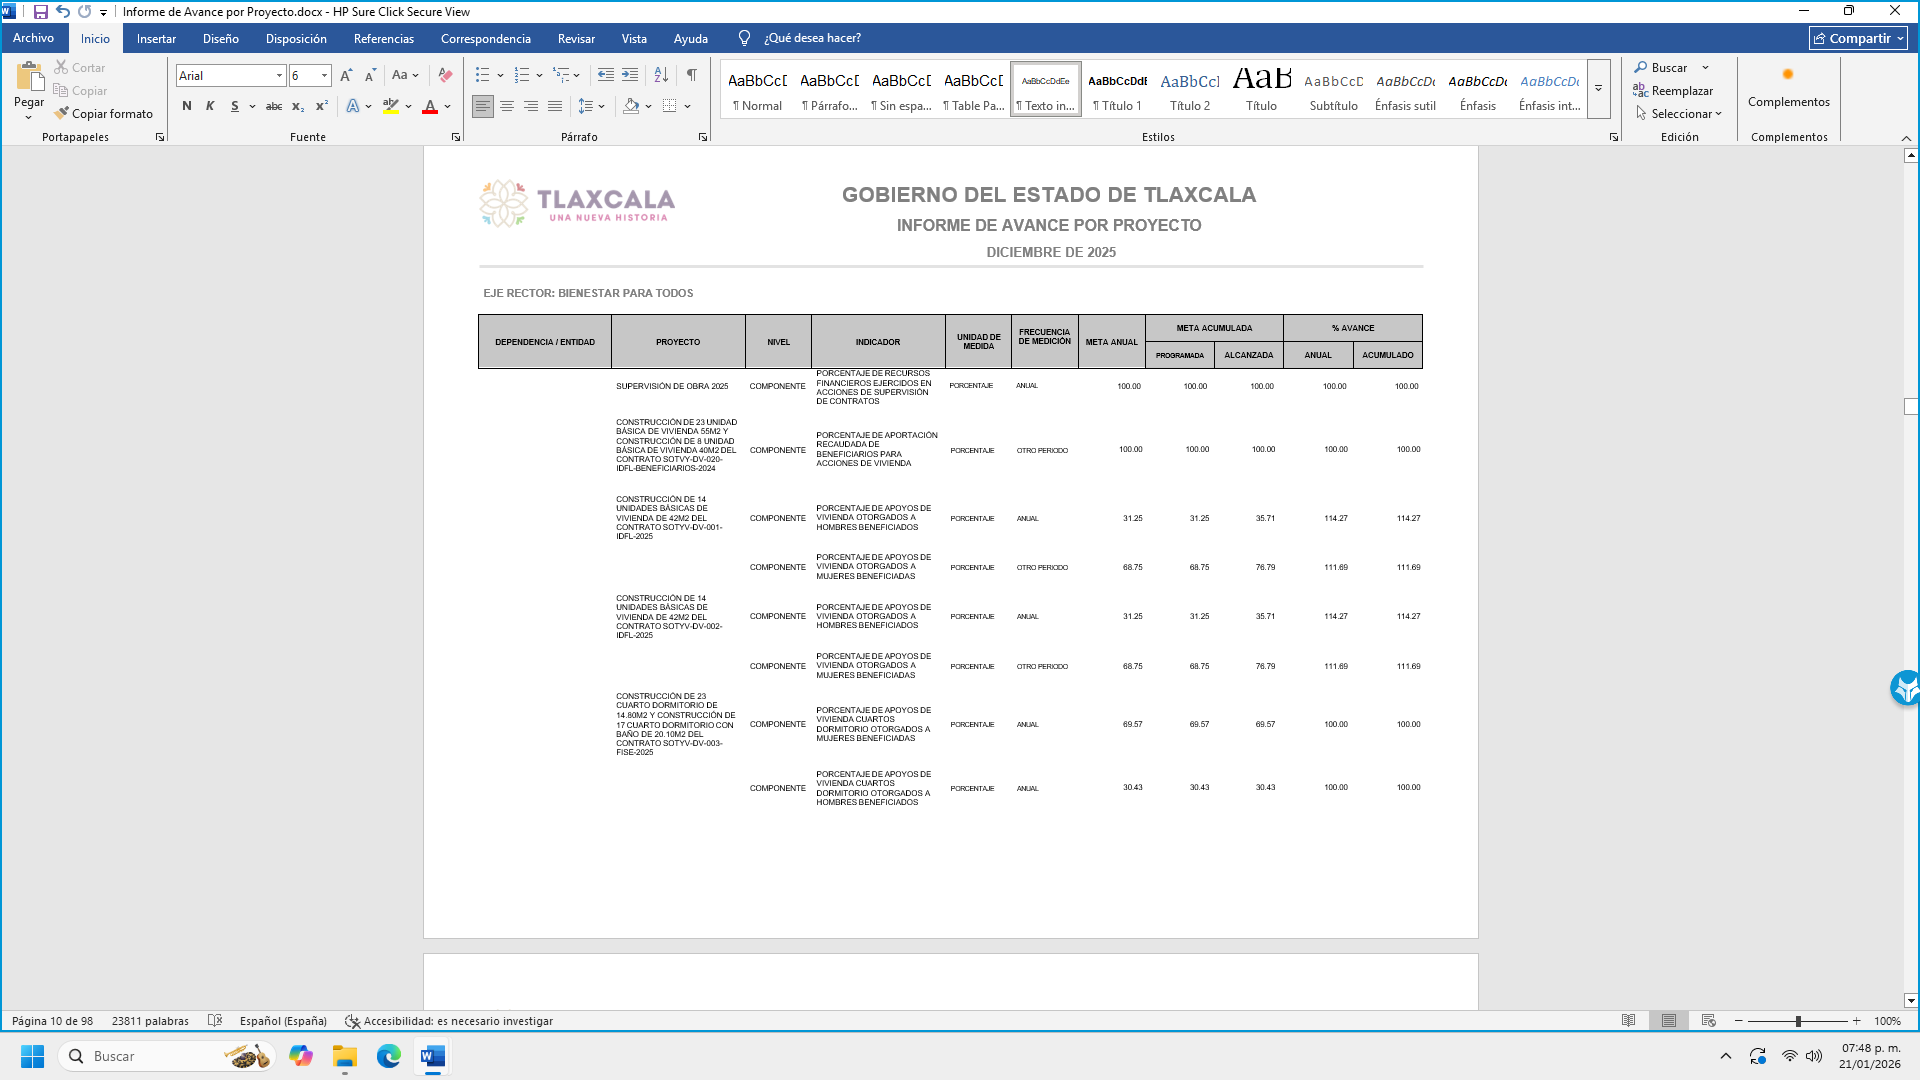 Informe de Avance por Proyecto.docx - HP Sure Click Secure View
Archivo
Inicio
Insertar
Diseño
Disposición
Referencias
Correspondencia
Revisar
Vista
Ayuda
¿Qué desea hacer?
Compartir
Pegar
Cortar
Copiar
Copiar formato
Portapapeles
Arial
6
Aa
N K S abc x₂ x² A ab A
Fuente
Párrafo
AaBbCcD
¶ Normal
AaBbCcD
¶ Párrafo...
AaBbCcD
¶ Sin espa...
AaBbCcD
¶ Table Pa...
AaBbCcDdEe
¶ Texto in...
AaBbCcDdE
¶ Título 1
AaBbCcI
Título 2
AaB
Título
AaBbCcD
Subtítulo
AaBbCcDc
Énfasis sutil
AaBbCcDc
Énfasis
AaBbCcDc
Énfasis int...
Estilos
Buscar
Reemplazar
Seleccionar
Edición
Complementos
Complementos
TLAXCALA
UNA NUEVA HISTORIA
GOBIERNO DEL ESTADO DE TLAXCALA
INFORME DE AVANCE POR PROYECTO
DICIEMBRE DE 2025
EJE RECTOR: BIENESTAR PARA TODOS
DEPENDENCIA / ENTIDAD
PROYECTO
NIVEL
INDICADOR
UNIDAD DE
MEDIDA
FRECUENCIA
DE MEDICIÓN
META ANUAL
META ACUMULADA
PROGRAMADA
ALCANZADA
% AVANCE
ANUAL
ACUMULADO
SUPERVISIÓN DE OBRA 2025
COMPONENTE
PORCENTAJE DE RECURSOS
FINANCIEROS EJERCIDOS EN
ACCIONES DE SUPERVISIÓN
DE CONTRATOS
PORCENTAJE
ANUAL
100.00 100.00 100.00 100.00 100.00
CONSTRUCCIÓN DE 23 UNIDAD
BÁSICA DE VIVIENDA 55M2 Y
CONSTRUCCIÓN DE 8 UNIDAD
BÁSICA DE VIVIENDA 40M2 DEL
CONTRATO SOTVY-DV-020-
IDFL-BENEFICIARIOS-2024
COMPONENTE
PORCENTAJE DE APORTACIÓN
RECAUDADA DE
BENEFICIARIOS PARA
ACCIONES DE VIVIENDA
PORCENTAJE
OTRO PERIODO
100.00 100.00 100.00 100.00 100.00
CONSTRUCCIÓN DE 14
UNIDADES BÁSICAS DE
VIVIENDA DE 42M2 DEL
CONTRATO SOTYV-DV-001-
IDFL-2025
COMPONENTE
PORCENTAJE DE APOYOS DE
VIVIENDA OTORGADOS A
HOMBRES BENEFICIADOS
PORCENTAJE
ANUAL
31.25 31.25 35.71 114.27 114.27
COMPONENTE
PORCENTAJE DE APOYOS DE
VIVIENDA OTORGADOS A
MUJERES BENEFICIADAS
PORCENTAJE
OTRO PERIODO
68.75 68.75 76.79 111.69 111.69
CONSTRUCCIÓN DE 14
UNIDADES BÁSICAS DE
VIVIENDA DE 42M2 DEL
CONTRATO SOTYV-DV-002-
IDFL-2025
COMPONENTE
PORCENTAJE DE APOYOS DE
VIVIENDA OTORGADOS A
HOMBRES BENEFICIADOS
PORCENTAJE
ANUAL
31.25 31.25 35.71 114.27 114.27
COMPONENTE
PORCENTAJE DE APOYOS DE
VIVIENDA OTORGADOS A
MUJERES BENEFICIADAS
PORCENTAJE
OTRO PERIODO
68.75 68.75 76.79 111.69 111.69
CONSTRUCCIÓN DE 23
CUARTO DORMITORIO DE
14.80M2 Y CONSTRUCCIÓN DE
17 CUARTO DORMITORIO CON
BAÑO DE 20.10M2 DEL
CONTRATO SOTYV-DV-003-
FISE-2025
COMPONENTE
PORCENTAJE DE APOYOS DE
VIVIENDA CUARTOS
DORMITORIO OTORGADOS A
MUJERES BENEFICIADAS
PORCENTAJE
ANUAL
69.57 69.57 69.57 100.00 100.00
COMPONENTE
PORCENTAJE DE APOYOS DE
VIVIENDA CUARTOS
DORMITORIO OTORGADOS A
HOMBRES BENEFICIADOS
PORCENTAJE
ANUAL
30.43 30.43 30.43 100.00 100.00
Página 10 de 98
23811 palabras
Español (España)
Accesibilidad: es necesario investigar
100%
Buscar
07:48 p. m.
21/01/2026